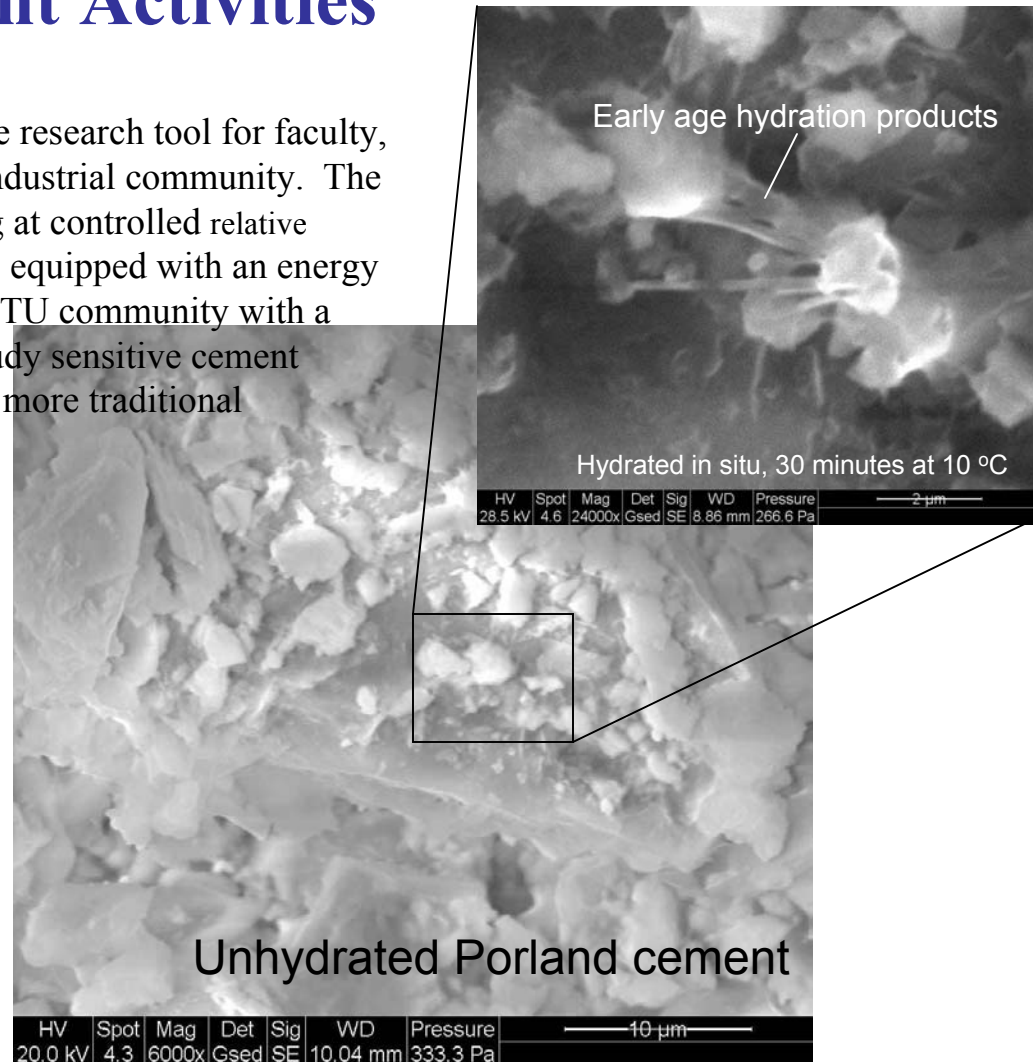 nt Activities
e research tool for faculty,
ndustrial community. The
g at controlled relative
equipped with an energy
TU community with a
udy sensitive cement
more traditional
Early age hydration products
Hydrated in situ, 30 minutes at 10 ºC
HV Spot Mag Det Sig WD Pressure 2 µm
28.5 kV 4.6 24000x Gsed SE 8.86 mm 266.6 Pa
Unhydrated Porland cement
HV Spot Mag Det Sig WD Pressure 10 µm
20.0 kV 4.3 6000x Gsed SE 10.04 mm 333.3 Pa